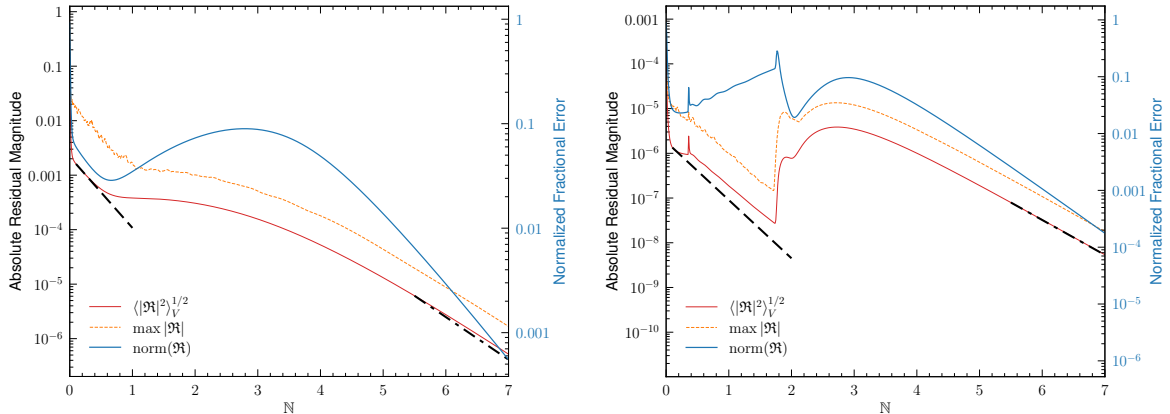 1
0.1
0.01
0.001
10⁻⁴
10⁻⁵
10⁻⁶
Absolute Residual Magnitude
⟨|ℜ|²⟩_V^{1/2}
max |ℜ|
norm(ℜ)
0 1 2 3 4 5 6 7
ℕ
1
0.1
0.01
0.001
Normalized Fractional Error
0.001
10⁻⁴
10⁻⁵
10⁻⁶
10⁻⁷
10⁻⁸
10⁻⁹
10⁻¹⁰
Absolute Residual Magnitude
⟨|ℜ|²⟩_V^{1/2}
max |ℜ|
norm(ℜ)
0 1 2 3 4 5 6 7
ℕ
1
0.1
0.01
0.001
10⁻⁴
10⁻⁵
10⁻⁶
Normalized Fractional Error